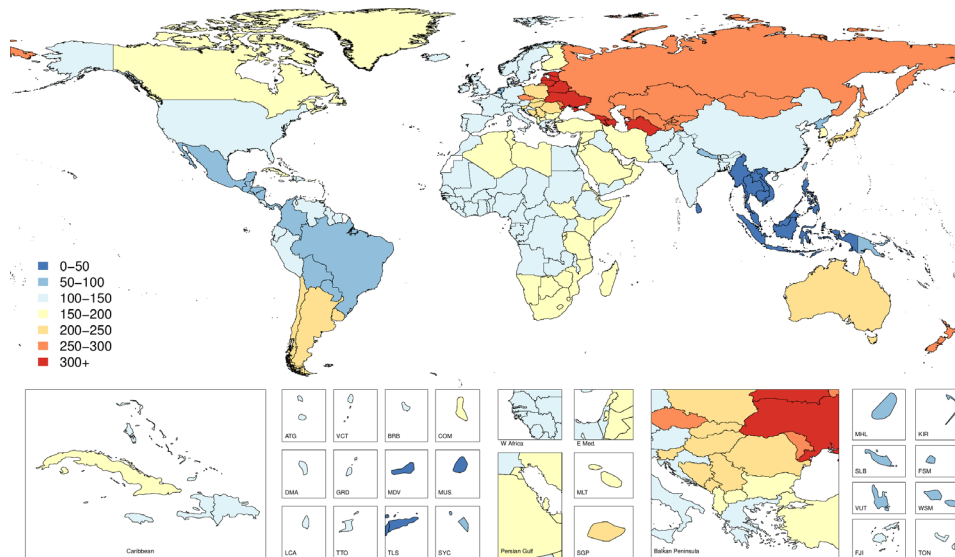 0–50
50–100
100–150
150–200
200–250
250–300
300+
ATG
VCT
BRB
COM
W Africa
E Med.
MHL
KIR
DMA
GRD
MDV
MUS
MLT
SLB
FSM
LCA
TTO
TLS
SYC
SGP
VUT
WSM
Caribbean
Persian Gulf
Balkan Peninsula
FJI
TON